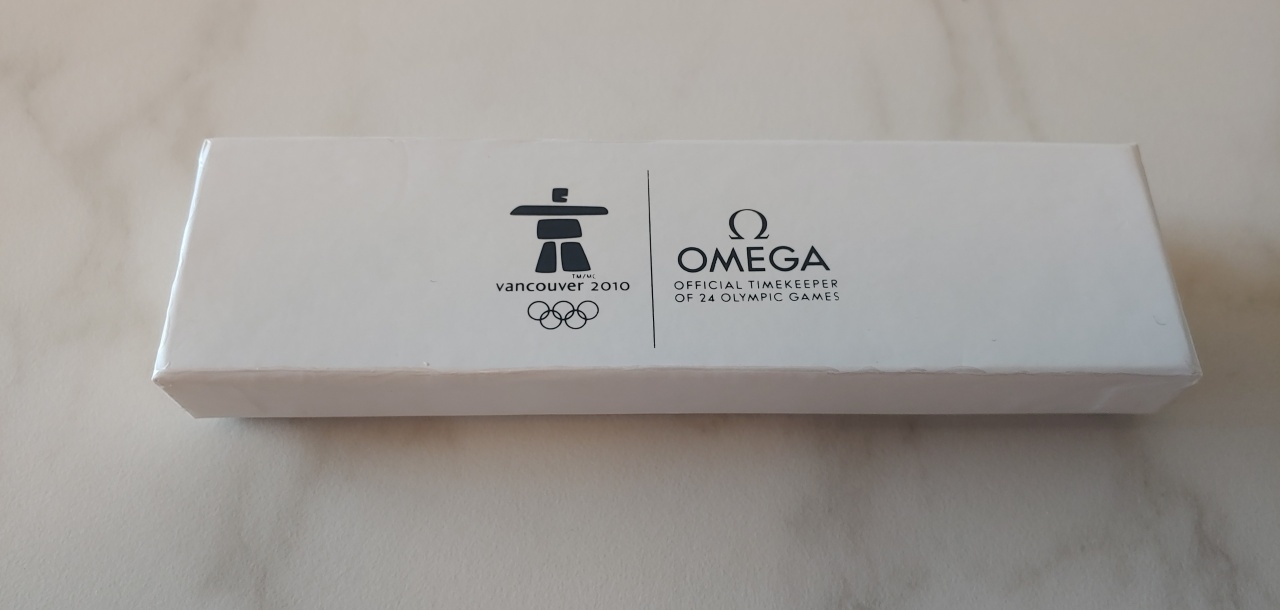 TM/MC
vancouver 2010
Ω
OMEGA
OFFICIAL TIMEKEEPER
OF 24 OLYMPIC GAMES